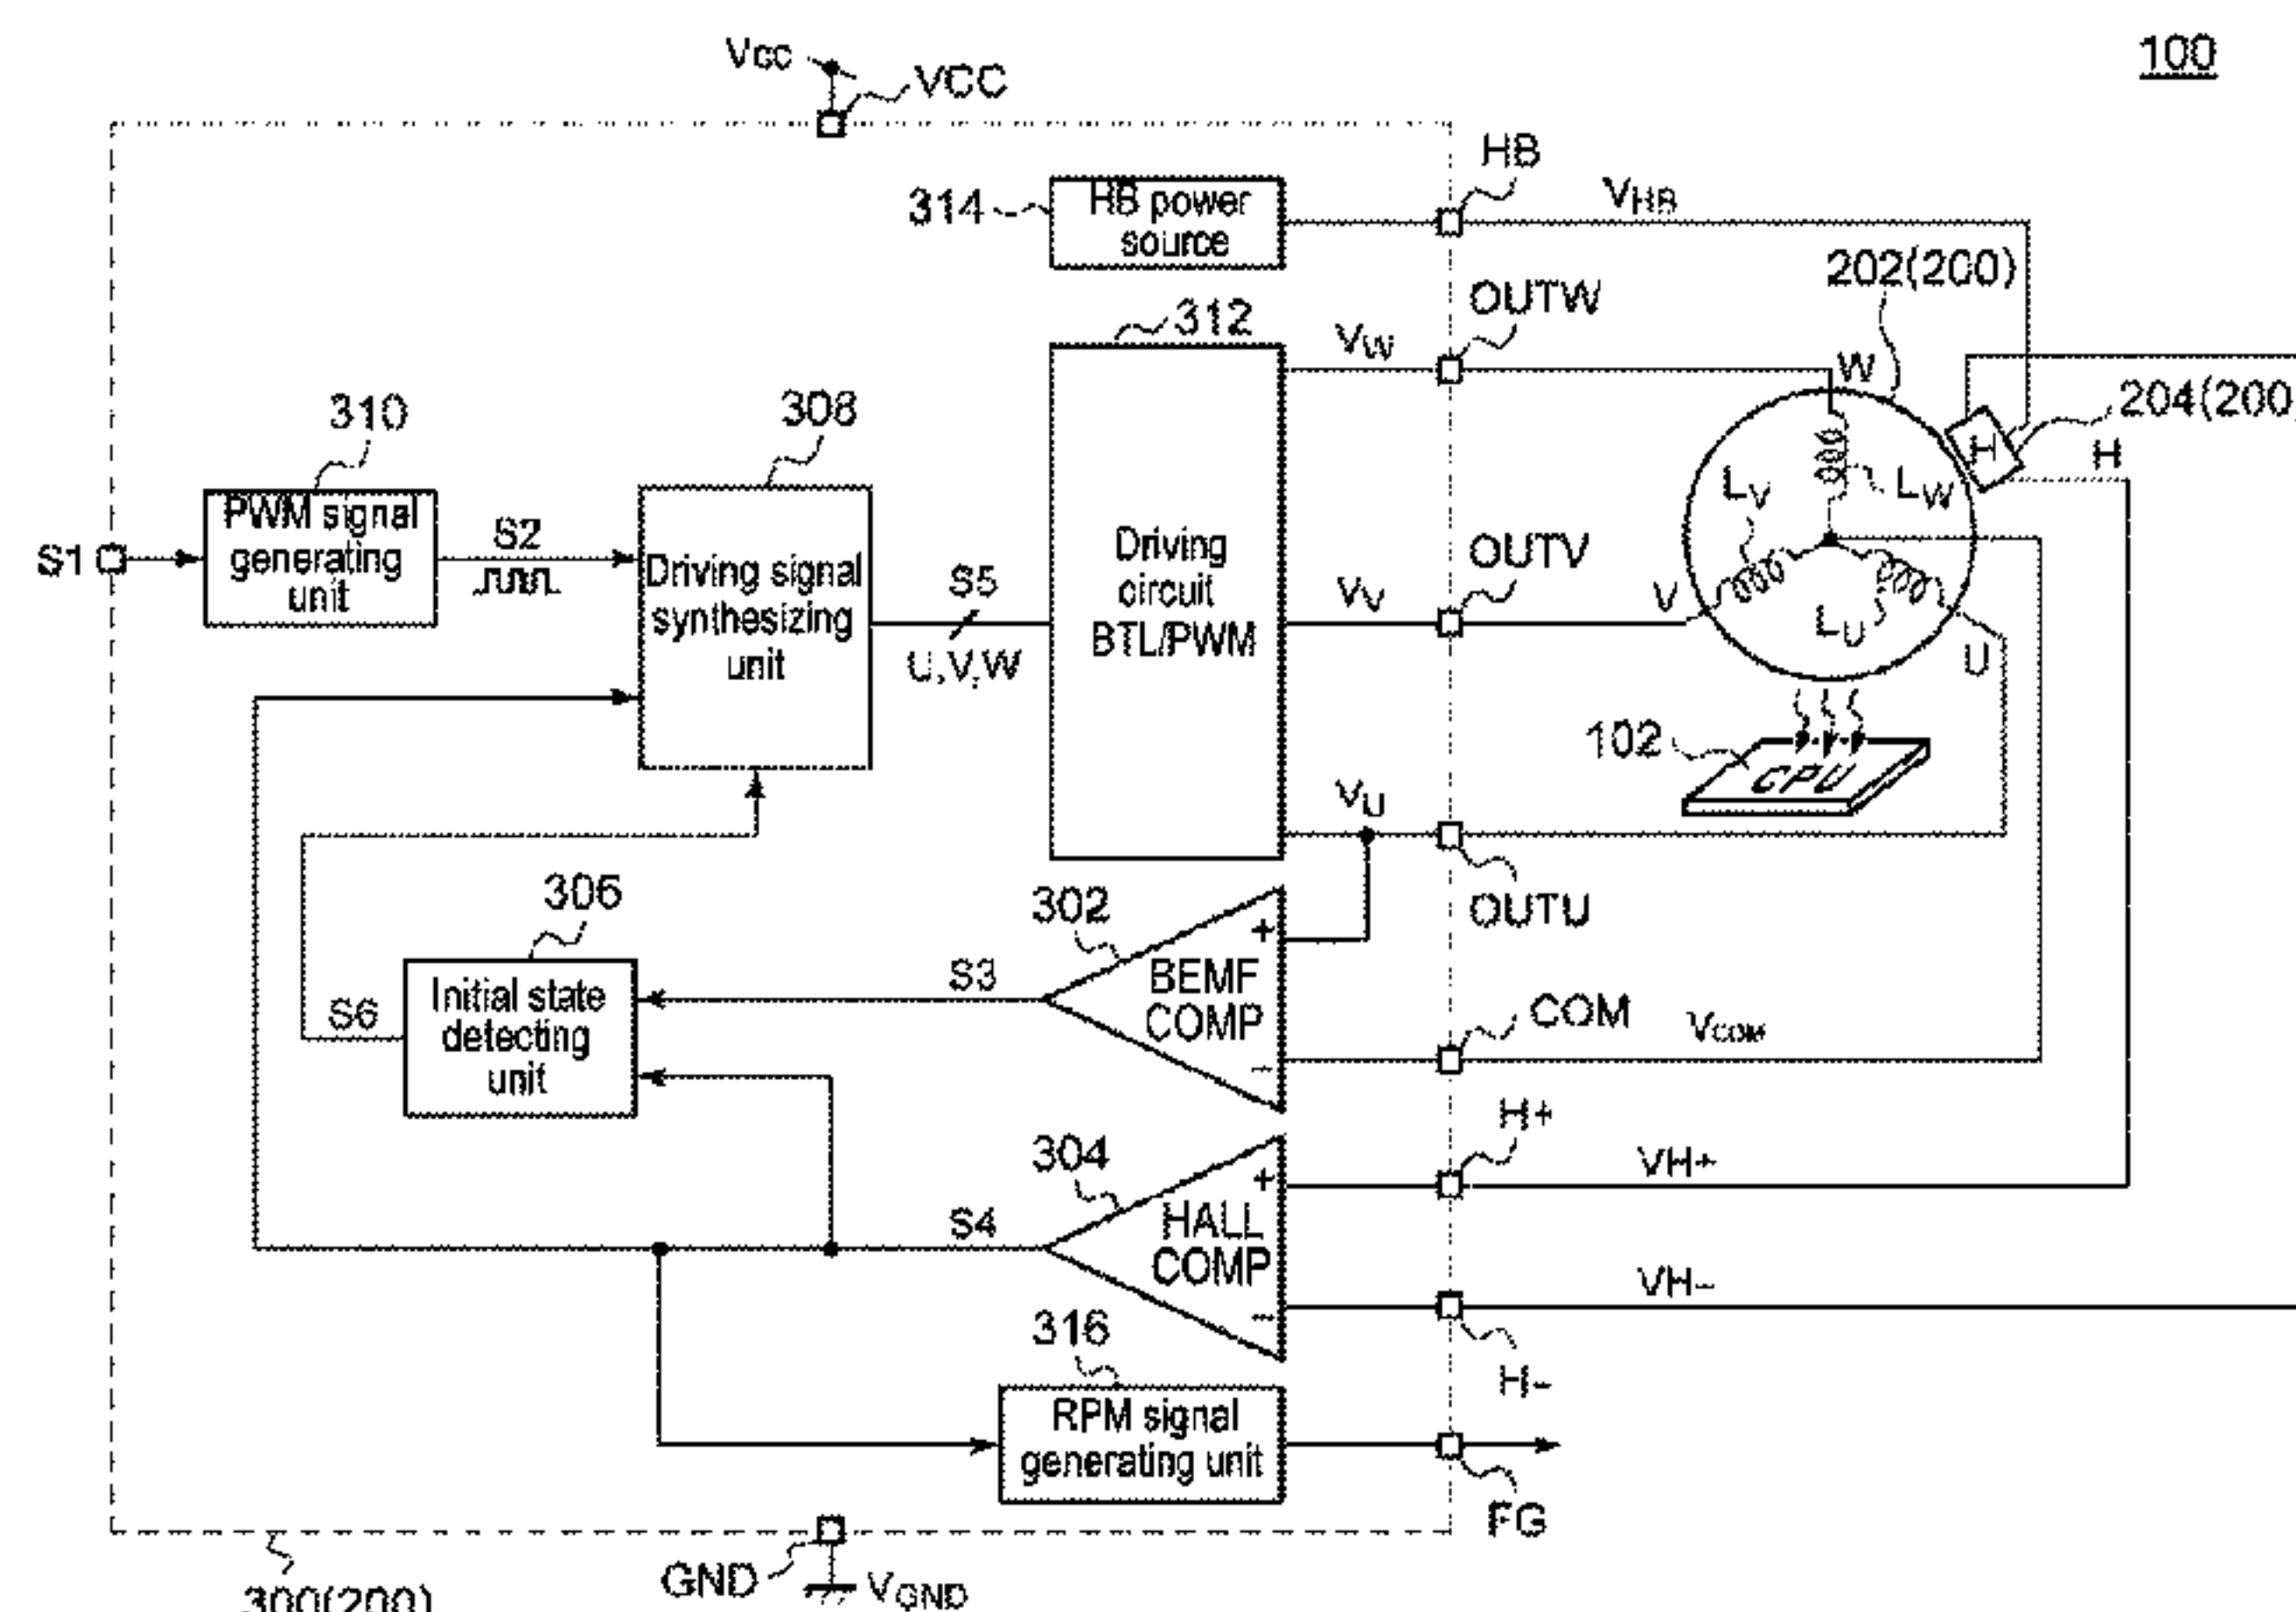 100
VCC
VCC
HB
VHB
314
HB power
source
202(200)
OUTW
312
VW
W
204(200
H
H
310
308
LV
LW
PWM signal
generating
unit
S1
S2
Driving signal
synthesizing
unit
S5
U,V,W
Driving
circuit
BTL/PWM
OUTV
VV
V
LU
U
102
CPU
VU
OUTU
306
302
+
BEMF
COMP
−
S3
Initial state
detecting
unit
S6
COM
VCOM
H+
304
+
VH+
HALL
COMP
−
S4
VH−
H−
316
RPM signal
generating unit
FG
GND
VGND
300(200)